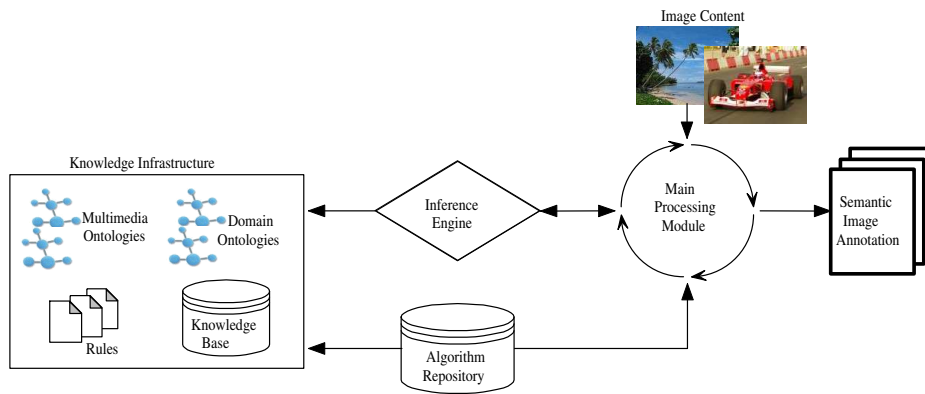 Image Content
Knowledge Infrastructure
Multimedia
Ontologies
Domain
Ontologies
Rules
Knowledge
Base
Inference
Engine
Algorithm
Repository
Main
Processing
Module
Semantic
Image
Annotation